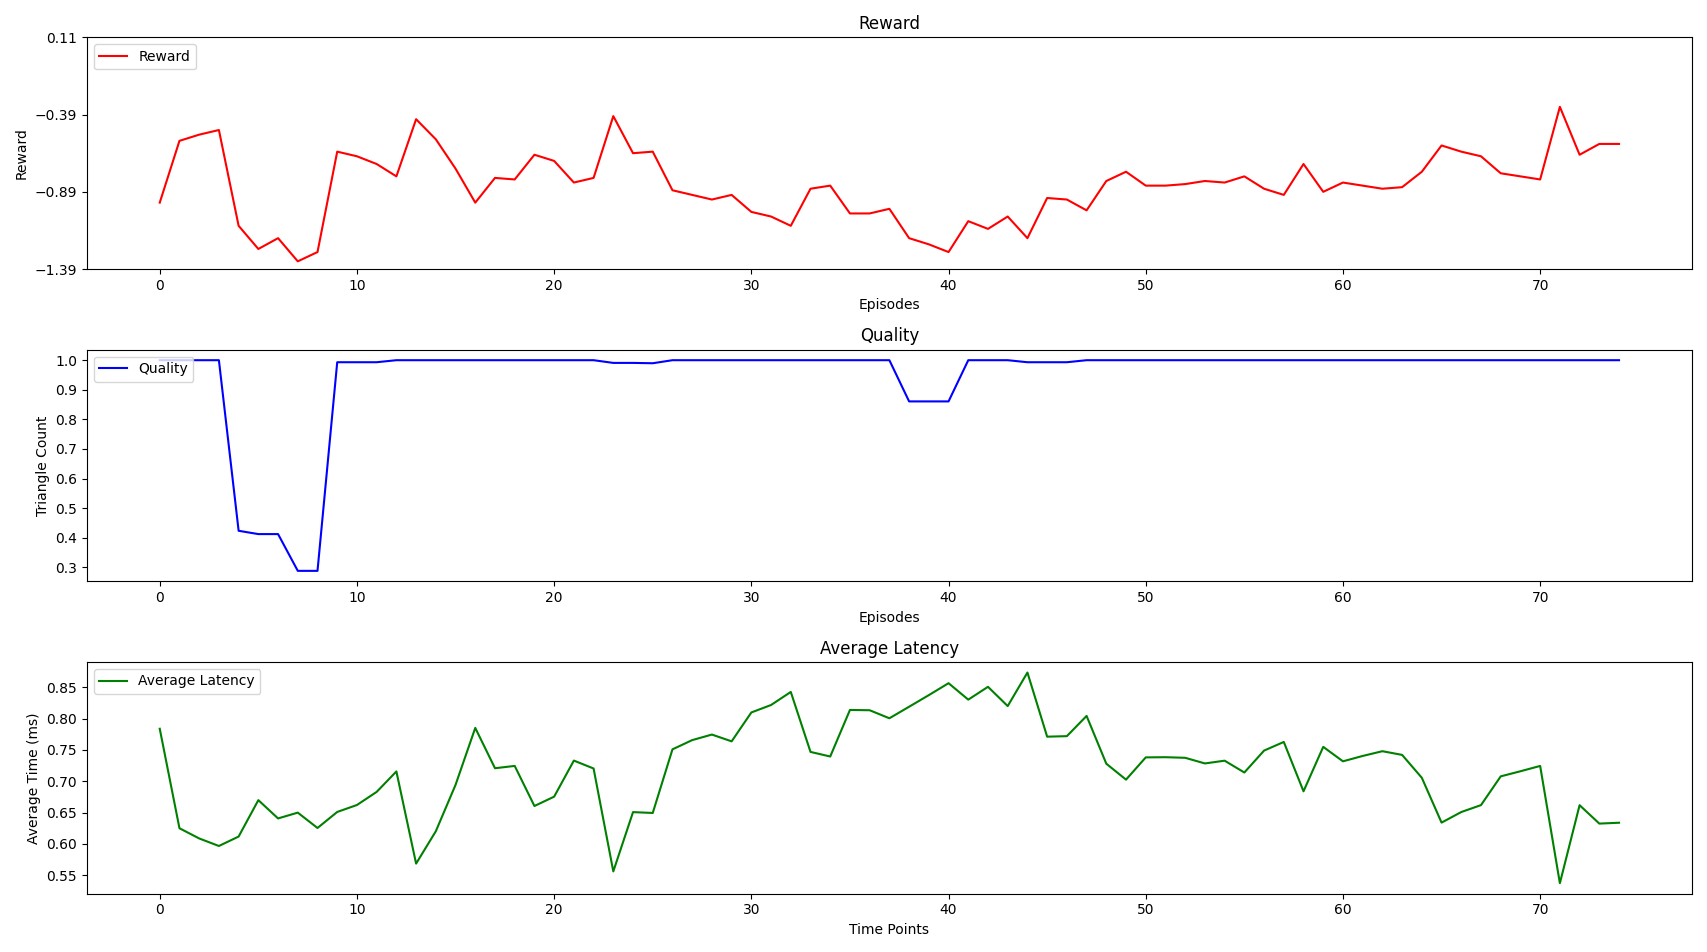 Reward
0.11
−0.39
−0.89
−1.39
Reward
Reward
0 10 20 30 40 50 60 70
Episodes
Quality
1.0
0.9
0.8
0.7
0.6
0.5
0.4
0.3
Triangle Count
Quality
0 10 20 30 40 50 60 70
Episodes
Average Latency
0.85
0.80
0.75
0.70
0.65
0.60
0.55
Average Time (ms)
Average Latency
0 10 20 30 40 50 60 70
Time Points